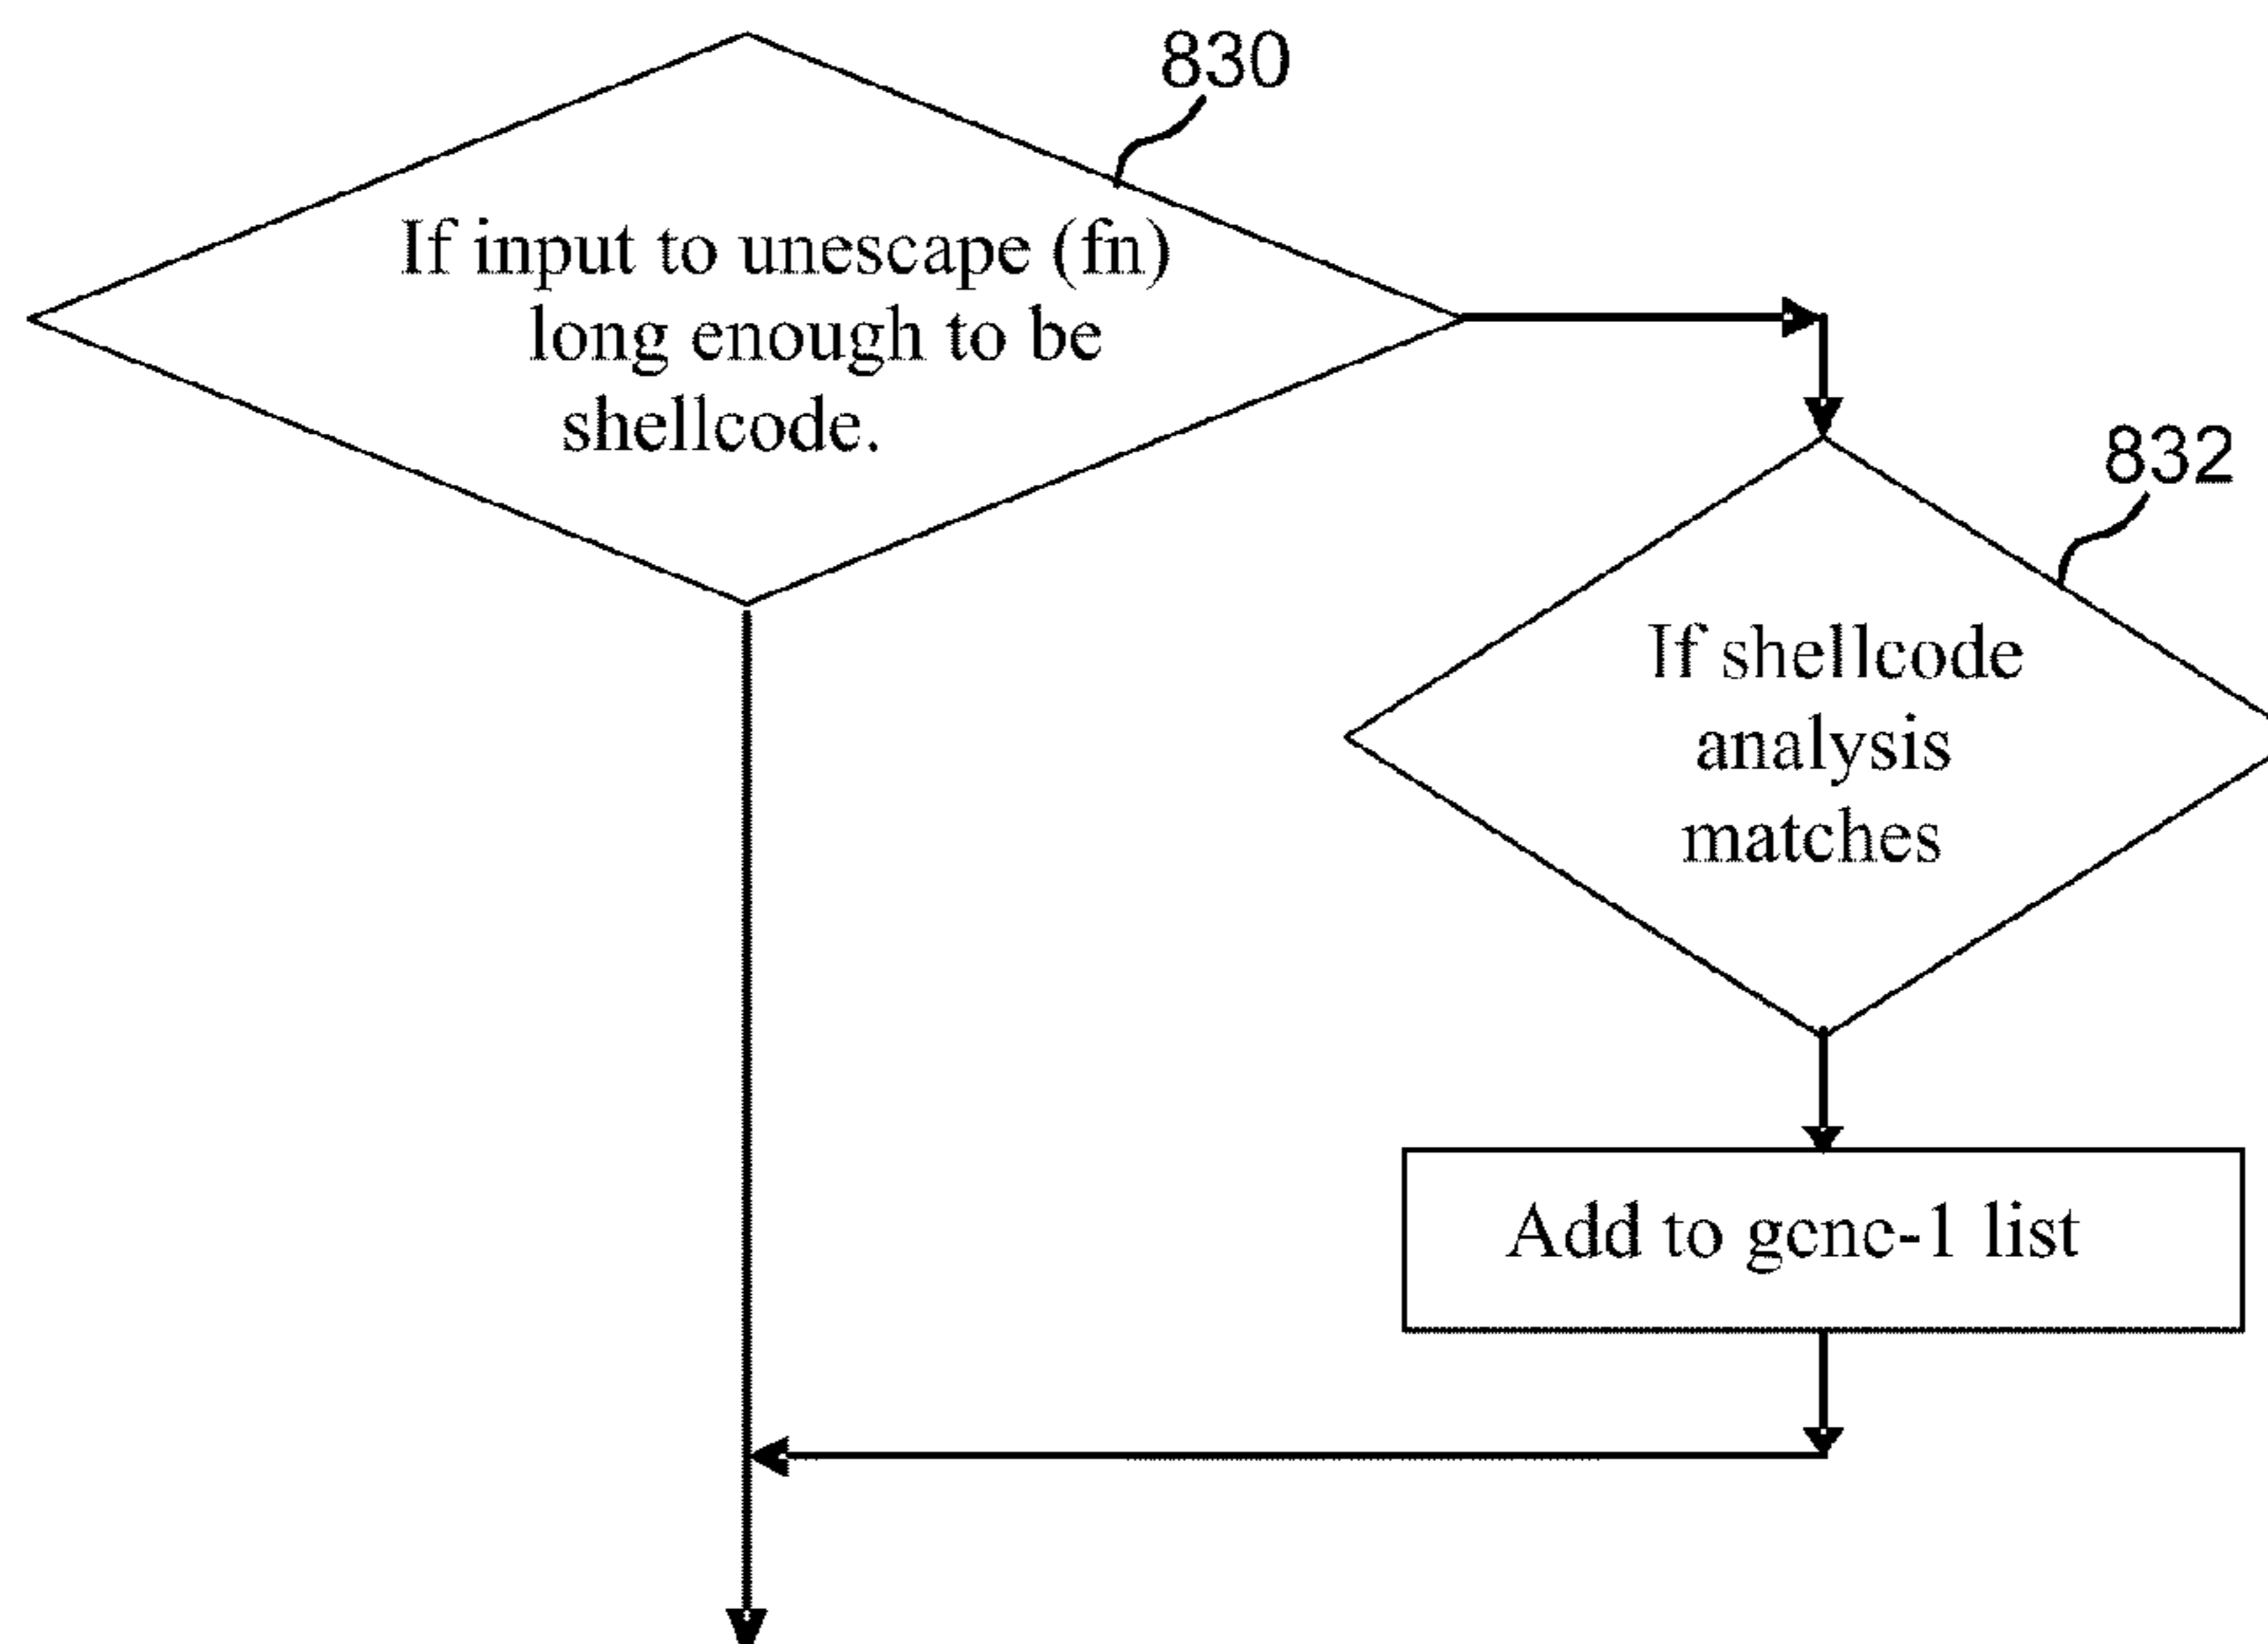 830
If input to unescape (fn)
long enough to be
shellcode.
832
If shellcode
analysis
matches
Add to gcnc-1 list